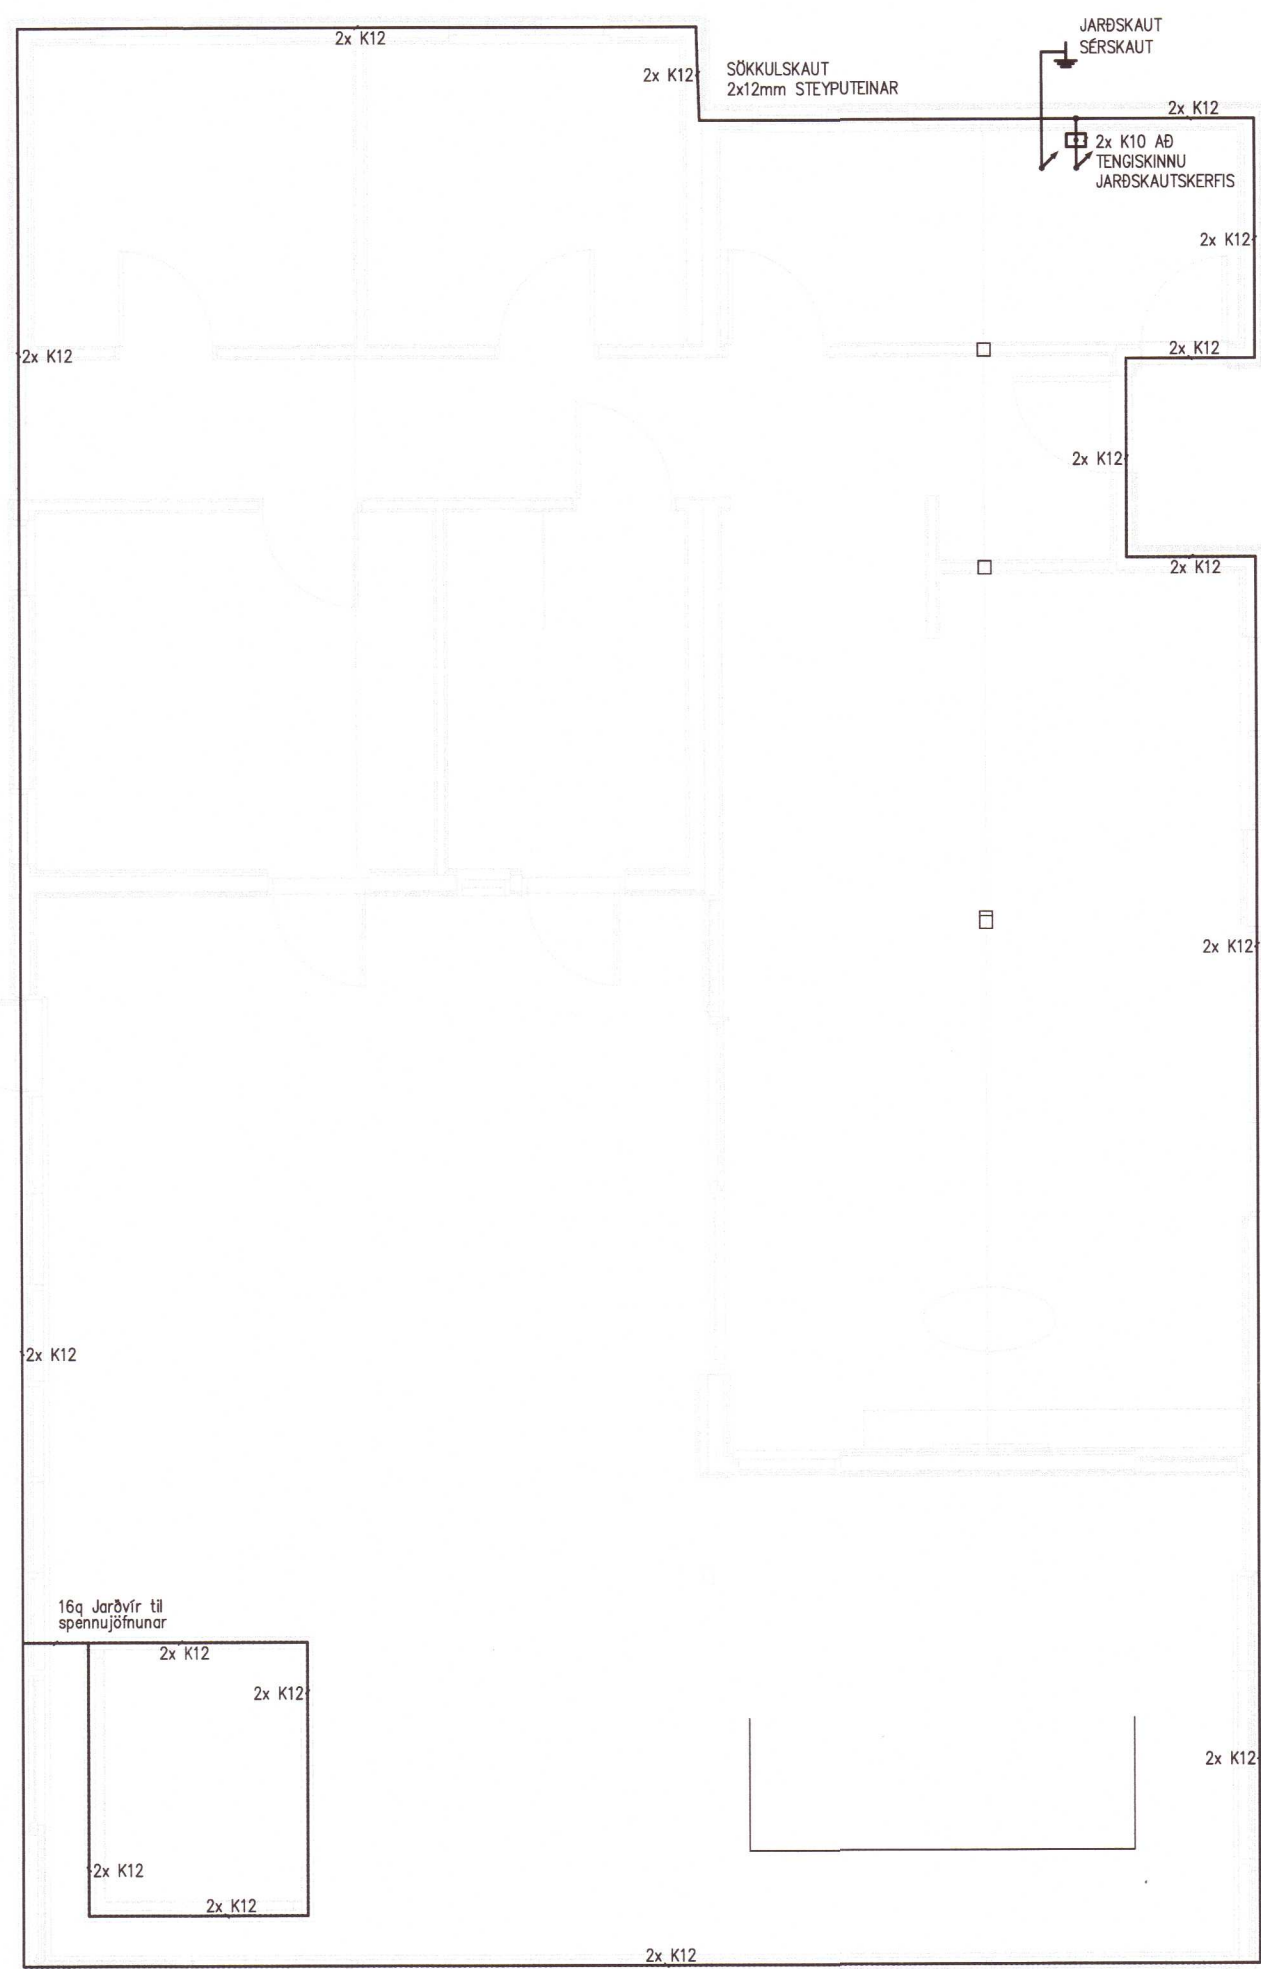 JARÐSKAUT
SÉRSKAUT
2x K12
2x K12
SÖKKULSKAUT
2x12mm STEYPUTEINAR
2x K12
2x K10 AÐ
TENGISKINNU
JARÐSKAUTSKERFIS
2x K12
2x K12
2x K12
2x K12
2x K12
2x K12
2x K12
16q Jarðvír til
spennujöfnunar
2x K12
2x K12
2x K12
2x K12
2x K12
2x K12